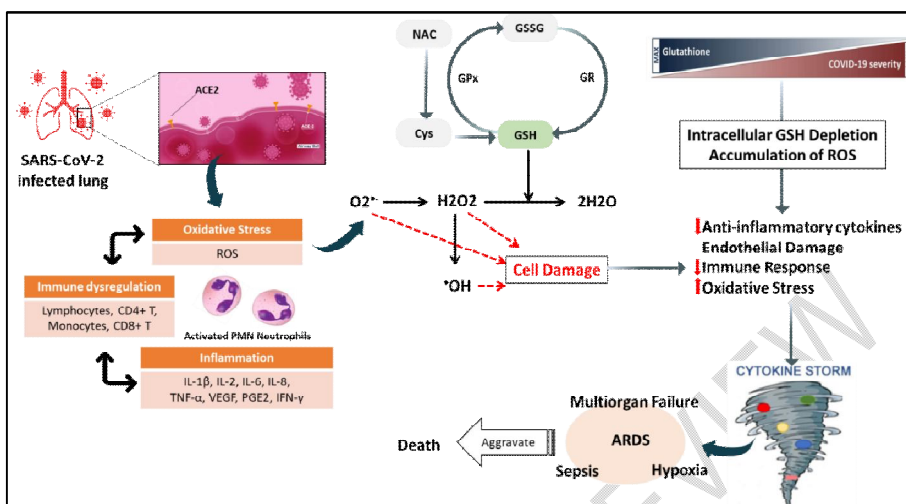 NAC
GSSG
GPx
GR
Cys
GSH
MAX
Glutathione
COVID-19 severity
ACE2
SARS-CoV-2
infected lung
Intracellular GSH Depletion
Accumulation of ROS
O2•-
H2O2
2H2O
•OH
Cell Damage
Oxidative Stress
ROS
Immune dysregulation
Lymphocytes, CD4+ T,
Monocytes, CD8+ T
Activated PMN Neutrophils
Inflammation
IL-1β, IL-2, IL-6, IL-8,
TNF-α, VEGF, PGE2, IFN-γ
Anti-inflammatory cytokines
Endothelial Damage
Immune Response
Oxidative Stress
CYTOKINE STORM
Multiorgan Failure
ARDS
Sepsis
Hypoxia
Aggravate
Death